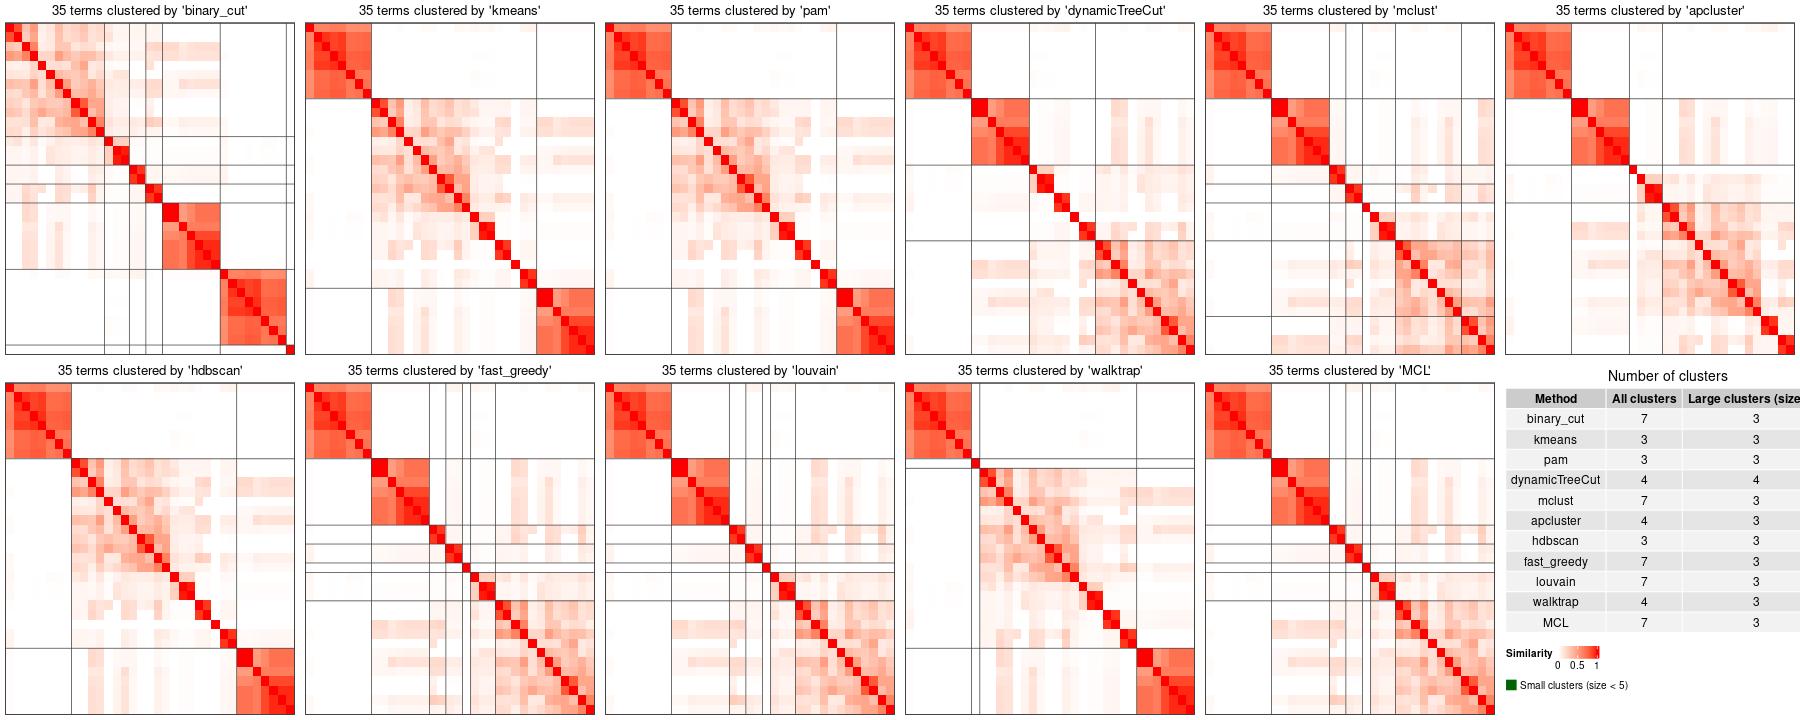 35 terms clustered by 'binary_cut'
35 terms clustered by 'kmeans'
35 terms clustered by 'pam'
35 terms clustered by 'dynamicTreeCut'
35 terms clustered by 'mclust'
35 terms clustered by 'apcluster'
35 terms clustered by 'hdbscan'
35 terms clustered by 'fast_greedy'
35 terms clustered by 'louvain'
35 terms clustered by 'walktrap'
35 terms clustered by 'MCL'
Number of clusters
Method All clusters Large clusters (size
binary_cut 7 3
kmeans 3 3
pam 3 3
dynamicTreeCut 4 4
mclust 7 3
apcluster 4 3
hdbscan 3 3
fast_greedy 7 3
louvain 7 3
walktrap 4 3
MCL 7 3
Similarity
0 0.5 1
Small clusters (size < 5)